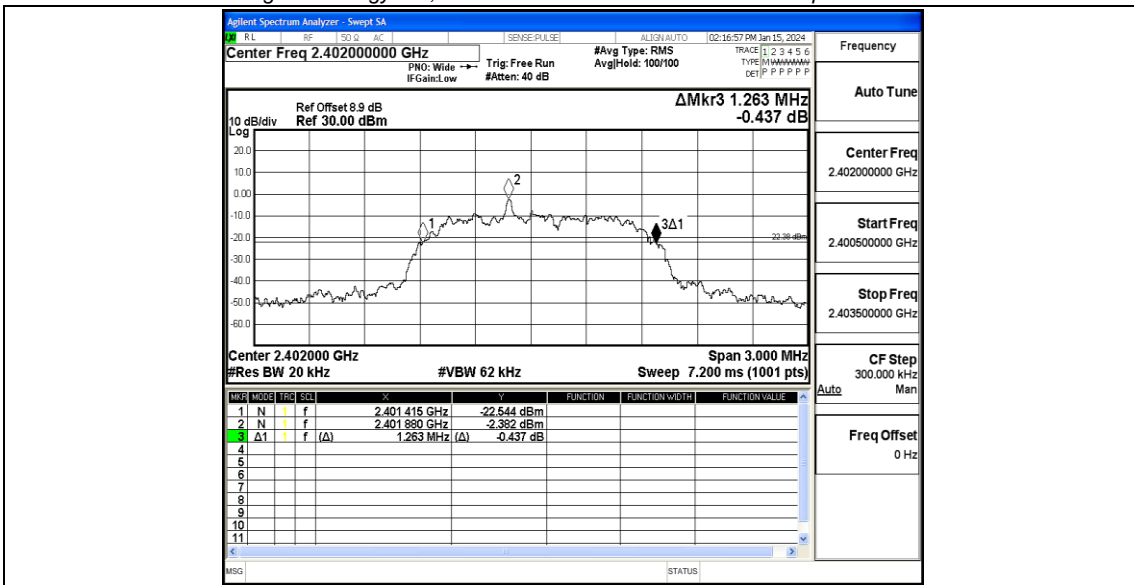 Agilent Spectrum Analyzer - Swept SA
LXI RL RF 50 Ω AC SENSE:PULSE ALIGNAUTO 02:16:57 PM Jan 15, 2024
Center Freq 2.402000000 GHz
PNO: Wide
IFGain:Low
Trig: Free Run
#Atten: 40 dB
#Avg Type: RMS
Avg|Hold: 100/100
TRACE 1 2 3 4 5 6
TYPE MWWWWW
DET P P P P P P
ΔMkr3 1.263 MHz
-0.437 dB
Ref Offset 8.9 dB
10 dB/div Ref 30.00 dBm
Log
20.0
10.0
0.00
-10.0
-20.0
-30.0
-40.0
-50.0
-60.0
1
2
3Δ1
-22.38 dBm
Center 2.402000 GHz Span 3.000 MHz
#Res BW 20 kHz #VBW 62 kHz Sweep 7.200 ms (1001 pts)
MKR MODE TRC SCL X Y FUNCTION FUNCTION WIDTH FUNCTION VALUE
1 N 1 f 2.401 415 GHz -22.544 dBm
2 N 1 f 2.401 880 GHz -2.382 dBm
3 Δ1 1 f (Δ) 1.263 MHz (Δ) -0.437 dB
4
5
6
7
8
9
10
11
MSG STATUS
Frequency
Auto Tune
Center Freq
2.402000000 GHz
Start Freq
2.400500000 GHz
Stop Freq
2.403500000 GHz
CF Step
300.000 kHz
Auto Man
Freq Offset
0 Hz